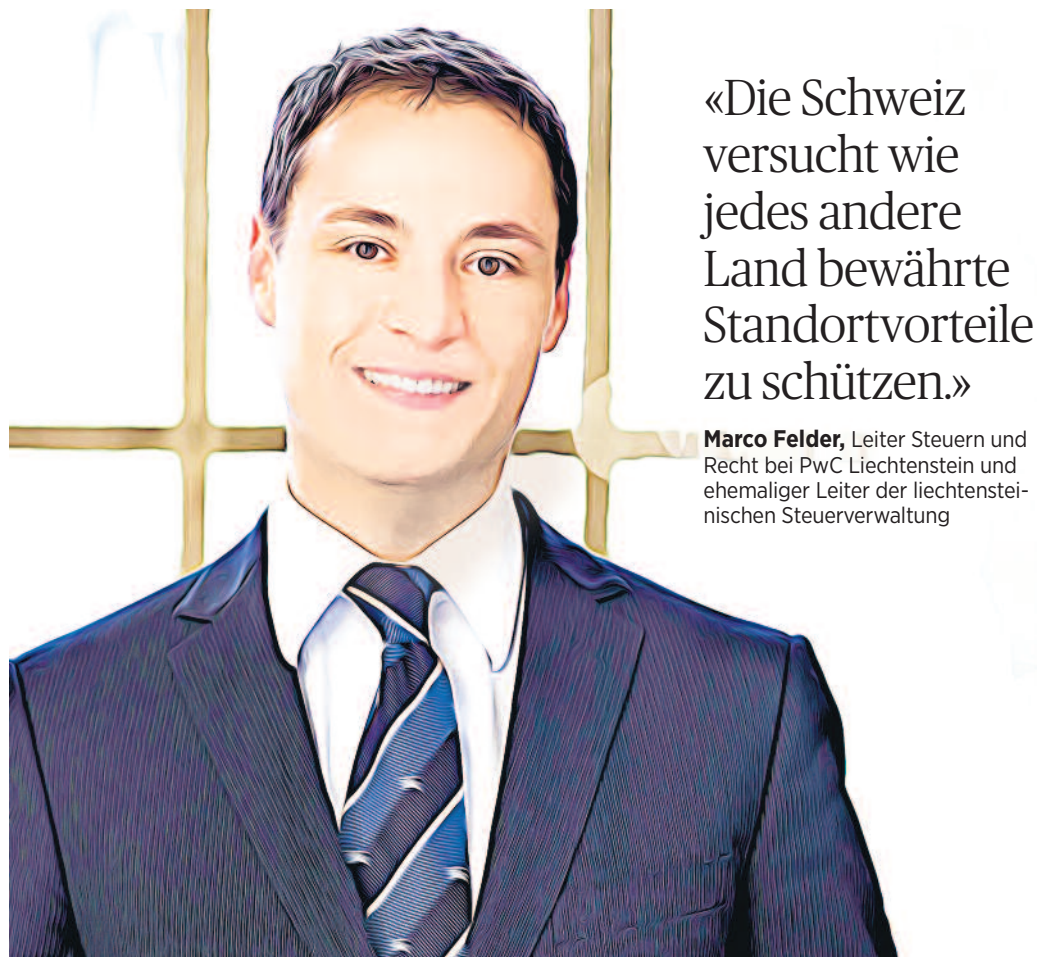 «Die Schweiz
versucht wie
jedes andere
Land bewährte
Standortvorteile
zu schützen.»
Marco Felder, Leiter Steuern und
Recht bei PwC Liechtenstein und
ehemaliger Leiter der liechtenstei-
nischen Steuerverwaltung